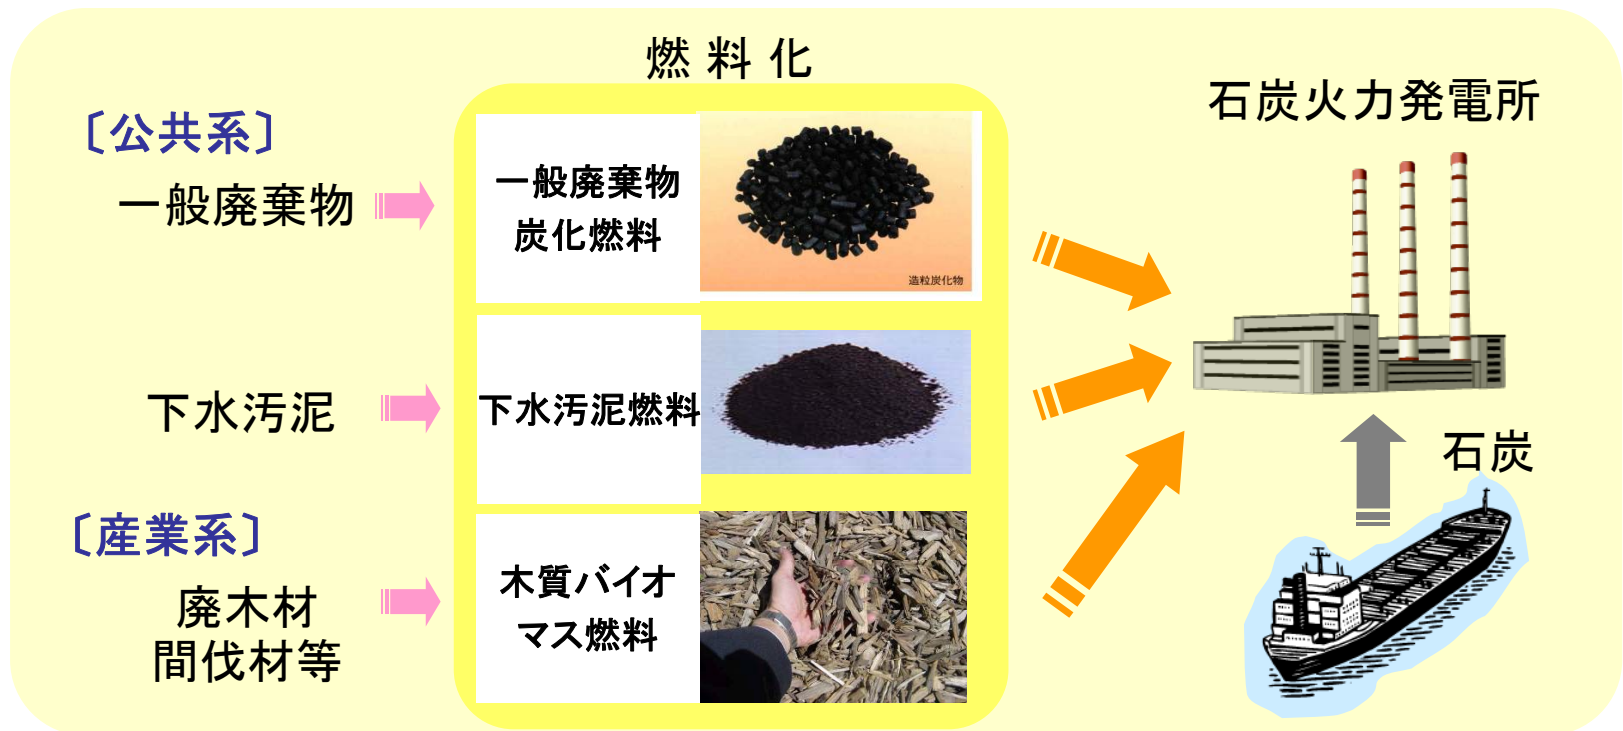 燃料化
石炭火力発電所
〔公共系〕
一般廃棄物
一般廃棄物
炭化燃料
造粒炭化物
下水汚泥
下水汚泥燃料
石炭
〔産業系〕
廃木材
間伐材等
木質バイオ
マス燃料